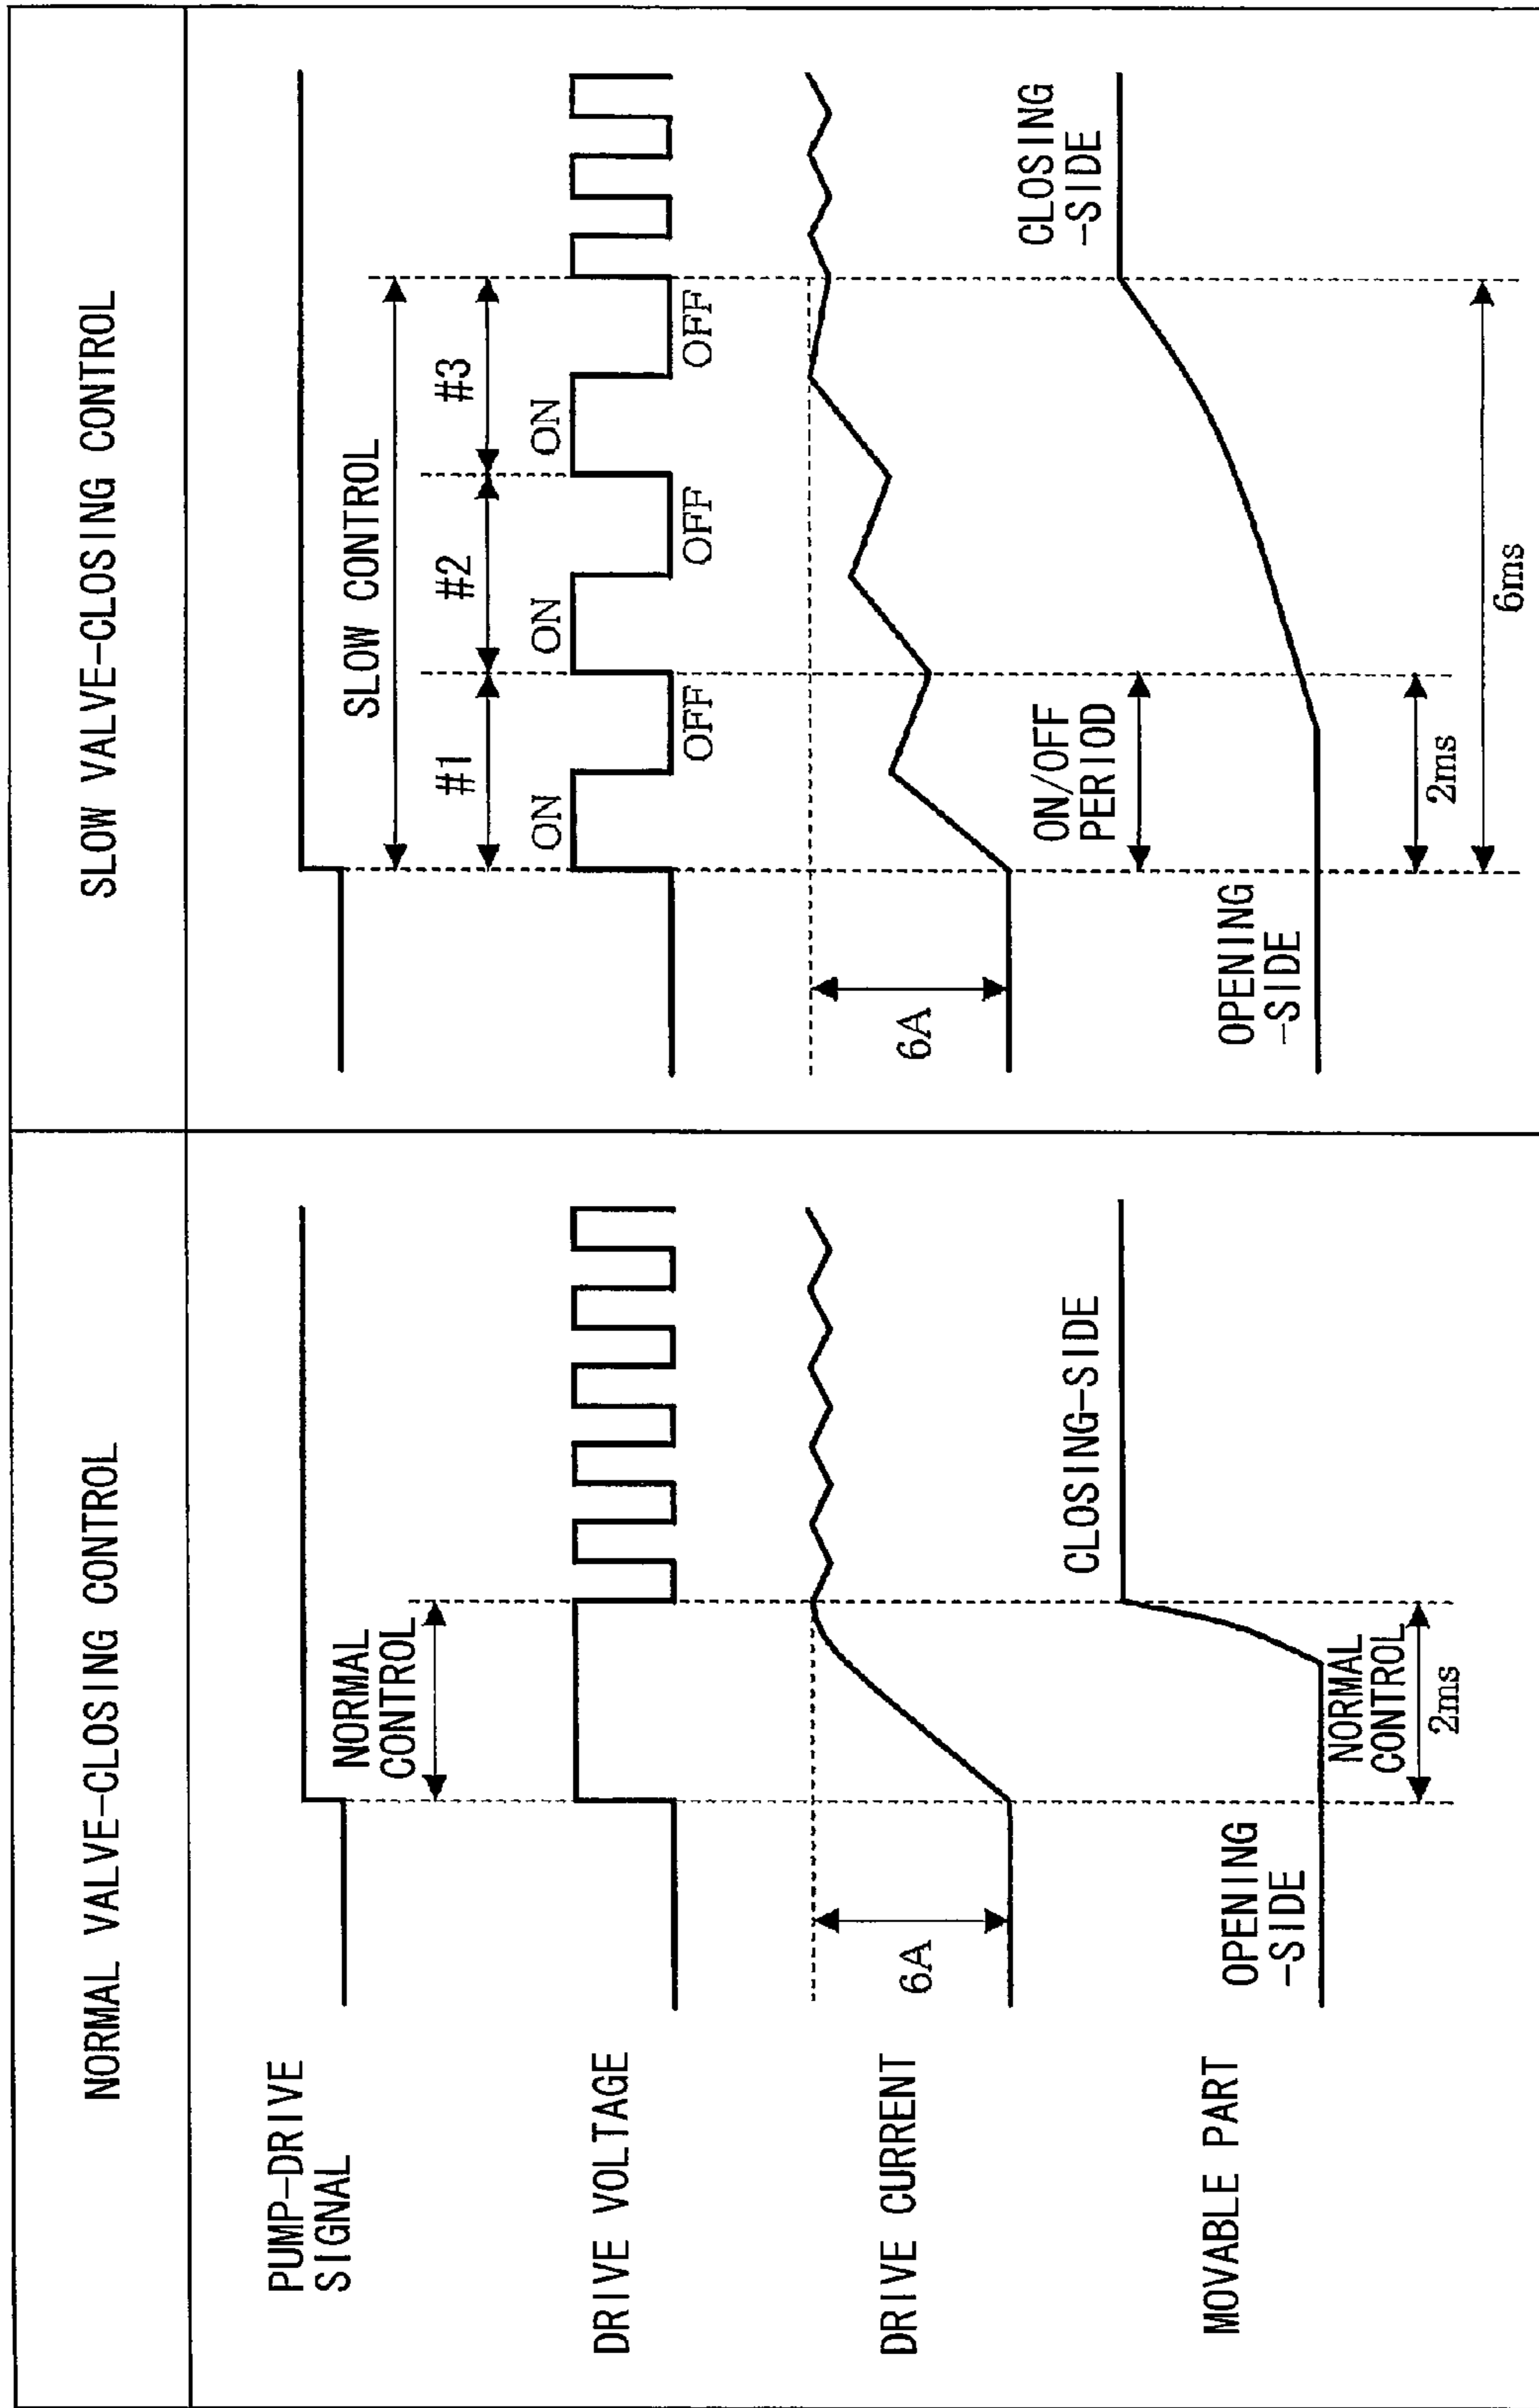 NORMAL VALVE-CLOSING CONTROL
SLOW VALVE-CLOSING CONTROL
PUMP-DRIVE
SIGNAL
NORMAL
CONTROL
SLOW CONTROL
#1
#2
#3
DRIVE VOLTAGE
ON
OFF
ON
OFF
ON
OFF
DRIVE CURRENT
6A
6A
MOVABLE PART
OPENING
-SIDE
CLOSING-SIDE
NORMAL
CONTROL
2ms
OPENING
-SIDE
ON/OFF
PERIOD
CLOSING
-SIDE
2ms
6ms